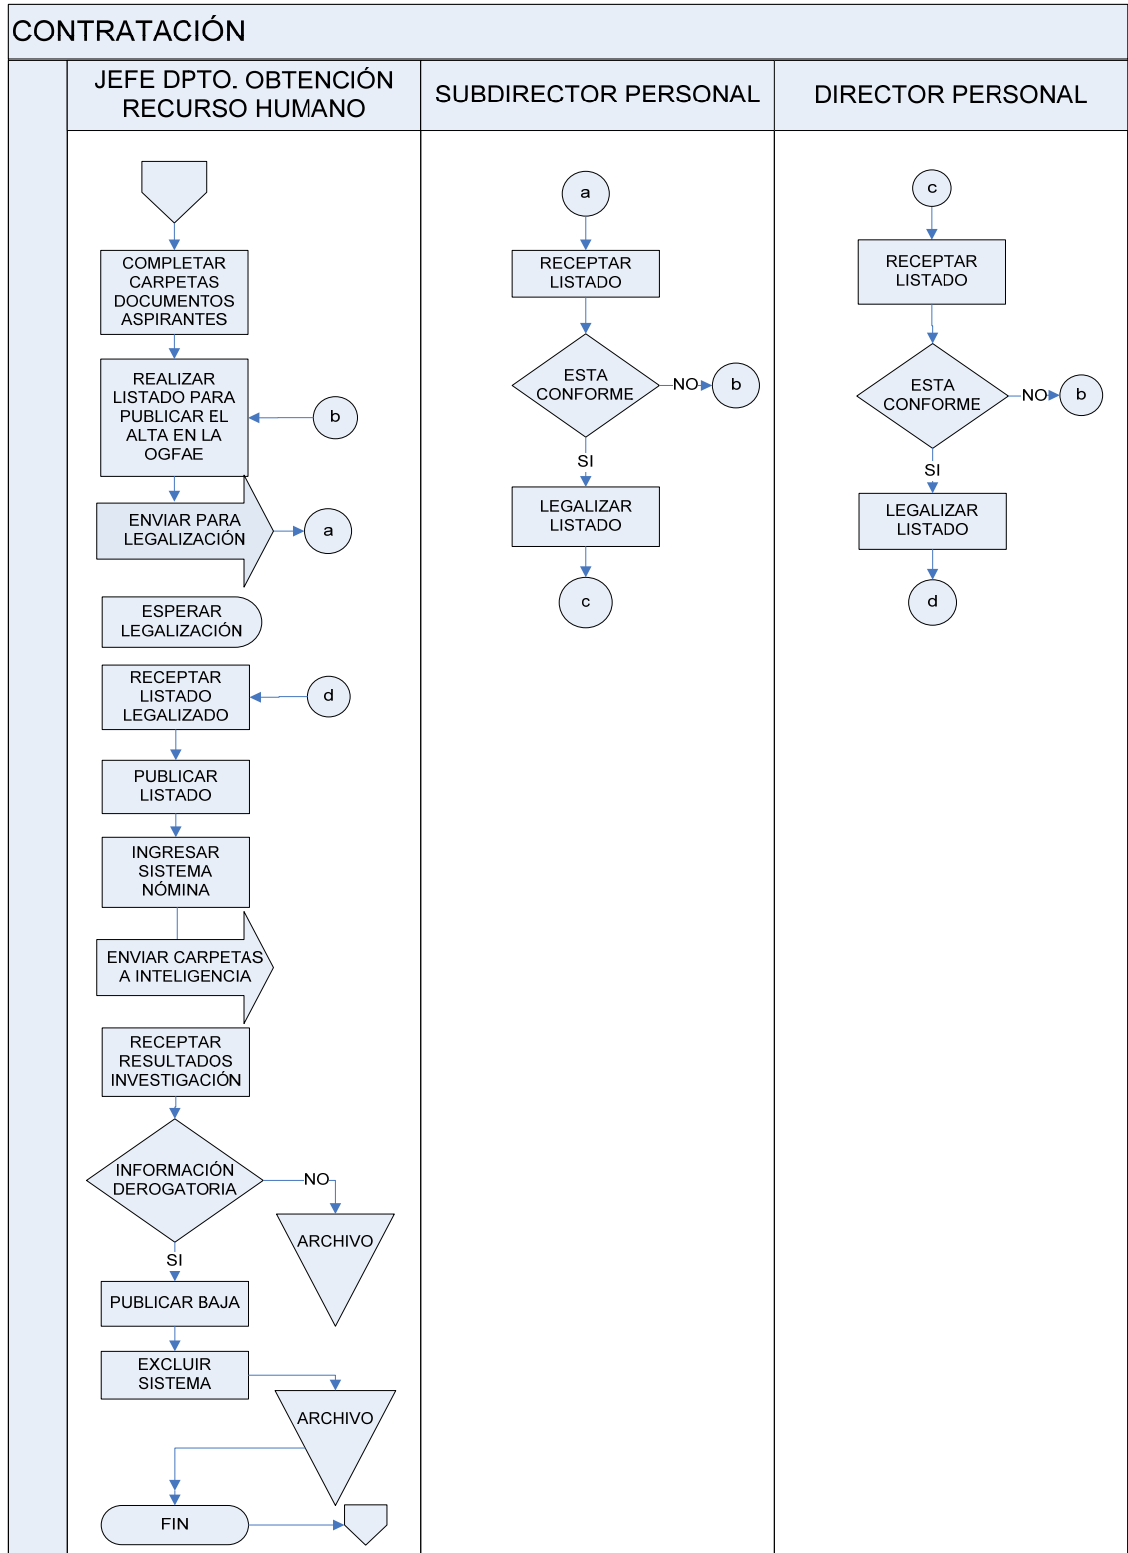 CONTRATACIÓN
JEFE DPTO. OBTENCIÓN
RECURSO HUMANO
SUBDIRECTOR PERSONAL
DIRECTOR PERSONAL
COMPLETAR
CARPETAS
DOCUMENTOS
ASPIRANTES
REALIZAR
LISTADO PARA
PUBLICAR EL
ALTA EN LA
OGFAE
b
ENVIAR PARA
LEGALIZACIÓN
a
ESPERAR
LEGALIZACIÓN
RECEPTAR
LISTADO
LEGALIZADO
d
PUBLICAR
LISTADO
INGRESAR
SISTEMA
NÓMINA
ENVIAR CARPETAS
A INTELIGENCIA
RECEPTAR
RESULTADOS
INVESTIGACIÓN
INFORMACIÓN
DEROGATORIA
NO
ARCHIVO
SI
PUBLICAR BAJA
EXCLUIR
SISTEMA
ARCHIVO
FIN
a
RECEPTAR
LISTADO
ESTA
CONFORME
NO
b
SI
LEGALIZAR
LISTADO
c
c
RECEPTAR
LISTADO
ESTA
CONFORME
NO
b
SI
LEGALIZAR
LISTADO
d